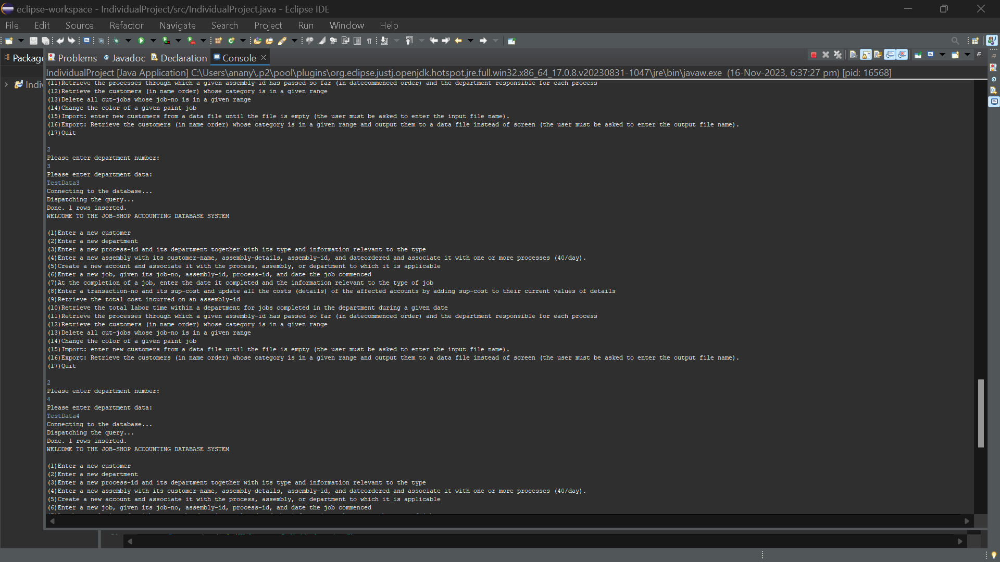 eclipse-workspace - IndividualProject/src/IndividualProject.java - Eclipse IDE
File Edit Source Refactor Navigate Search Project Run Window Help
Package Problems Javadoc Declaration Console
IndividualProject [Java Application] C:\Users\anany\.p2\pool\plugins\org.eclipse.justj.openjdk.hotspot.jre.full.win32.x86_64_17.0.8.v20230831-1047\jre\bin\javaw.exe (16-Nov-2023, 6:37:27 pm) [pid: 16568]
Indiv
(11)Retrieve the processes through which a given assembly-id has passed so far (in datecommenced order) and the department responsible for each process
(12)Retrieve the customers (in name order) whose category is in a given range
(13)Delete all cut-jobs whose job-no is in a given range
(14)Change the color of a given paint job
(15)Import: enter new customers from a data file until the file is empty (the user must be asked to enter the input file name).
(16)Export: Retrieve the customers (in name order) whose category is in a given range and output them to a data file instead of screen (the user must be asked to enter the output file name).
(17)Quit
2
Please enter department number:
3
Please enter department data:
TestData3
Connecting to the database...
Dispatching the query...
Done. 1 rows inserted.
WELCOME TO THE JOB-SHOP ACCOUNTING DATABASE SYSTEM
(1)Enter a new customer
(2)Enter a new department
(3)Enter a new process-id and its department together with its type and information relevant to the type
(4)Enter a new assembly with its customer-name, assembly-details, assembly-id, and dateordered and associate it with one or more processes (40/day).
(5)Create a new account and associate it with the process, assembly, or department to which it is applicable
(6)Enter a new job, given its job-no, assembly-id, process-id, and date the job commenced
(7)At the completion of a job, enter the date it completed and the information relevant to the type of job
(8)Enter a transaction-no and its sup-cost and update all the costs (details) of the affected accounts by adding sup-cost to their current values of details
(9)Retrieve the total cost incurred on an assembly-id
(10)Retrieve the total labor time within a department for jobs completed in the department during a given date
(11)Retrieve the processes through which a given assembly-id has passed so far (in datecommenced order) and the department responsible for each process
(12)Retrieve the customers (in name order) whose category is in a given range
(13)Delete all cut-jobs whose job-no is in a given range
(14)Change the color of a given paint job
(15)Import: enter new customers from a data file until the file is empty (the user must be asked to enter the input file name).
(16)Export: Retrieve the customers (in name order) whose category is in a given range and output them to a data file instead of screen (the user must be asked to enter the output file name).
(17)Quit
2
Please enter department number:
4
Please enter department data:
TestData4
Connecting to the database...
Dispatching the query...
Done. 1 rows inserted.
WELCOME TO THE JOB-SHOP ACCOUNTING DATABASE SYSTEM
(1)Enter a new customer
(2)Enter a new department
(3)Enter a new process-id and its department together with its type and information relevant to the type
(4)Enter a new assembly with its customer-name, assembly-details, assembly-id, and dateordered and associate it with one or more processes (40/day).
(5)Create a new account and associate it with the process, assembly, or department to which it is applicable
(6)Enter a new job, given its job-no, assembly-id, process-id, and date the job commenced